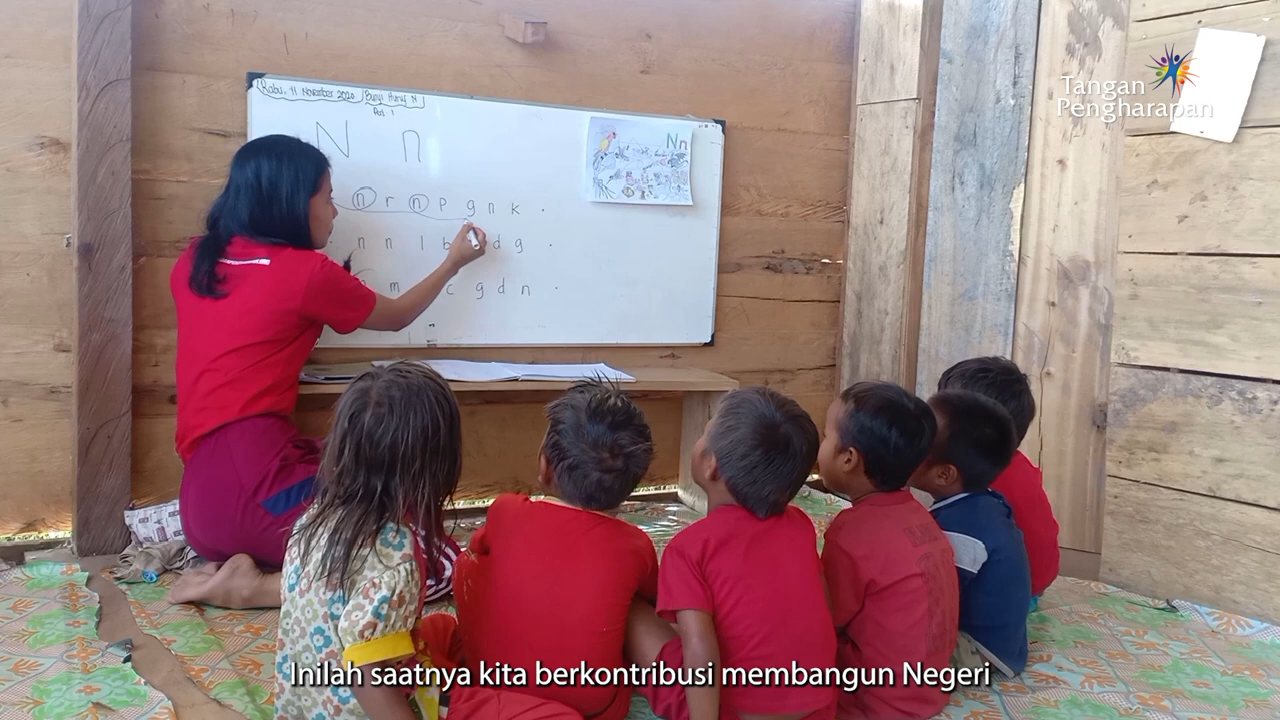 Tangan
Pengharapan
Rabu, 11 November 2020 Bunyi Huruf N
N n
Nn
n r n p g n k .
n n l b d g .
m c g d n .
Inilah saatnya kita berkontribusi membangun Negeri